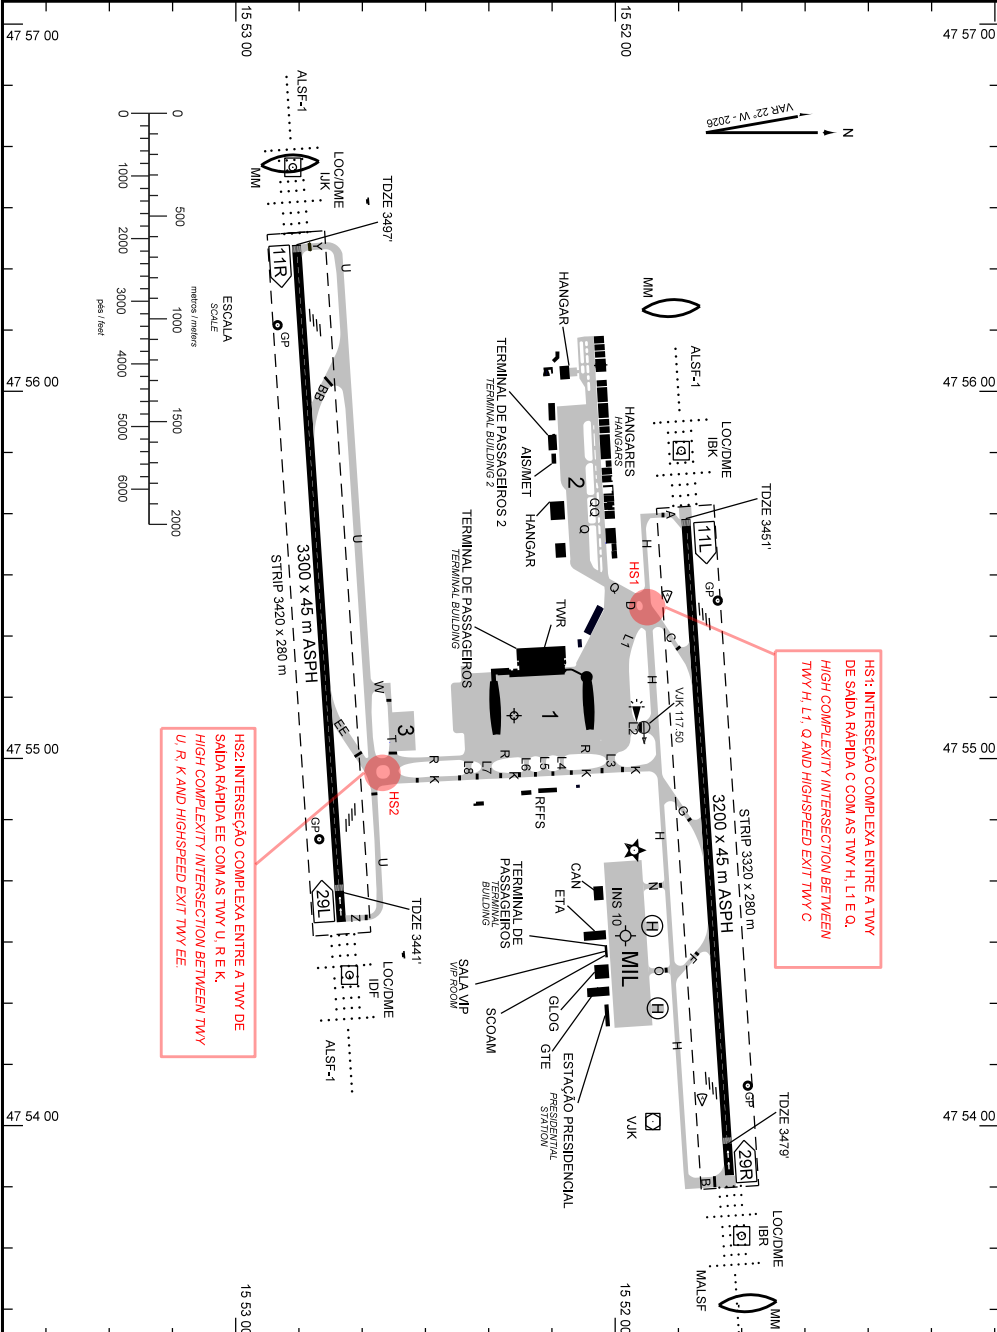 47 57 00
15 53 00
15 52 00
47 57 00
VAR 22° W - 2026
N
ALSF-1
MM
LOC/DME
IJK
TDZE 3497'
11R
Y
U
GP
BB
0
500
1000
1500
2000
metros / meters
ESCALA
SCALE
0
1000
2000
3000
4000
5000
6000
pés / feet
47 56 00
47 56 00
MM
ALSF-1
LOC/DME
IBK
TDZE 3451'
11L
A
H
GP
C
HANGAR
HANGARES
HANGARS
TERMINAL DE PASSAGEIROS 2
TERMINAL BUILDING 2
AIS/MET
HANGAR
2
QQ
Q
Q
HS1
D
L1
H
TERMINAL DE PASSAGEIROS
TERMINAL BUILDING
TWR
1
VJK 117.50
L2
U
3300 x 45 m ASPH
STRIP 3420 x 280 m
W
3
T
EE
HS2
R
K
L8
L7
R
K
L6
L5
L4
R
K
L3
K
RFFS
47 55 00
47 55 00
HS1: INTERSEÇÃO COMPLEXA ENTRE A TWY
DE SAÍDA RÁPIDA C COM AS TWY H, L1 E Q.
HIGH COMPLEXITY INTERSECTION BETWEEN
TWY H, L1, Q AND HIGHSPEED EXIT TWY C
3200 x 45 m ASPH
STRIP 3320 x 280 m
G
H
N
F
O
H
H
H
INS 10
MIL
CAN
ETA
TERMINAL DE
PASSAGEIROS
TERMINAL
BUILDING
SALA VIP
VIP ROOM
SCOAM
GLOG
GTE
ESTAÇÃO PRESIDENCIAL
PRESIDENTIAL
STATION
VJK
HS2: INTERSEÇÃO COMPLEXA ENTRE A TWY DE
SAÍDA RÁPIDA EE COM AS TWY U, R E K.
HIGH COMPLEXITY INTERSECTION BETWEEN TWY
U, R, K AND HIGHSPEED EXIT TWY EE.
GP
U
29L
Z
TDZE 3441'
LOC/DME
IDF
ALSF-1
47 54 00
47 54 00
GP
TDZE 3479'
29R
B
LOC/DME
IBR
MALSF
MM
15 53 00
15 52 00